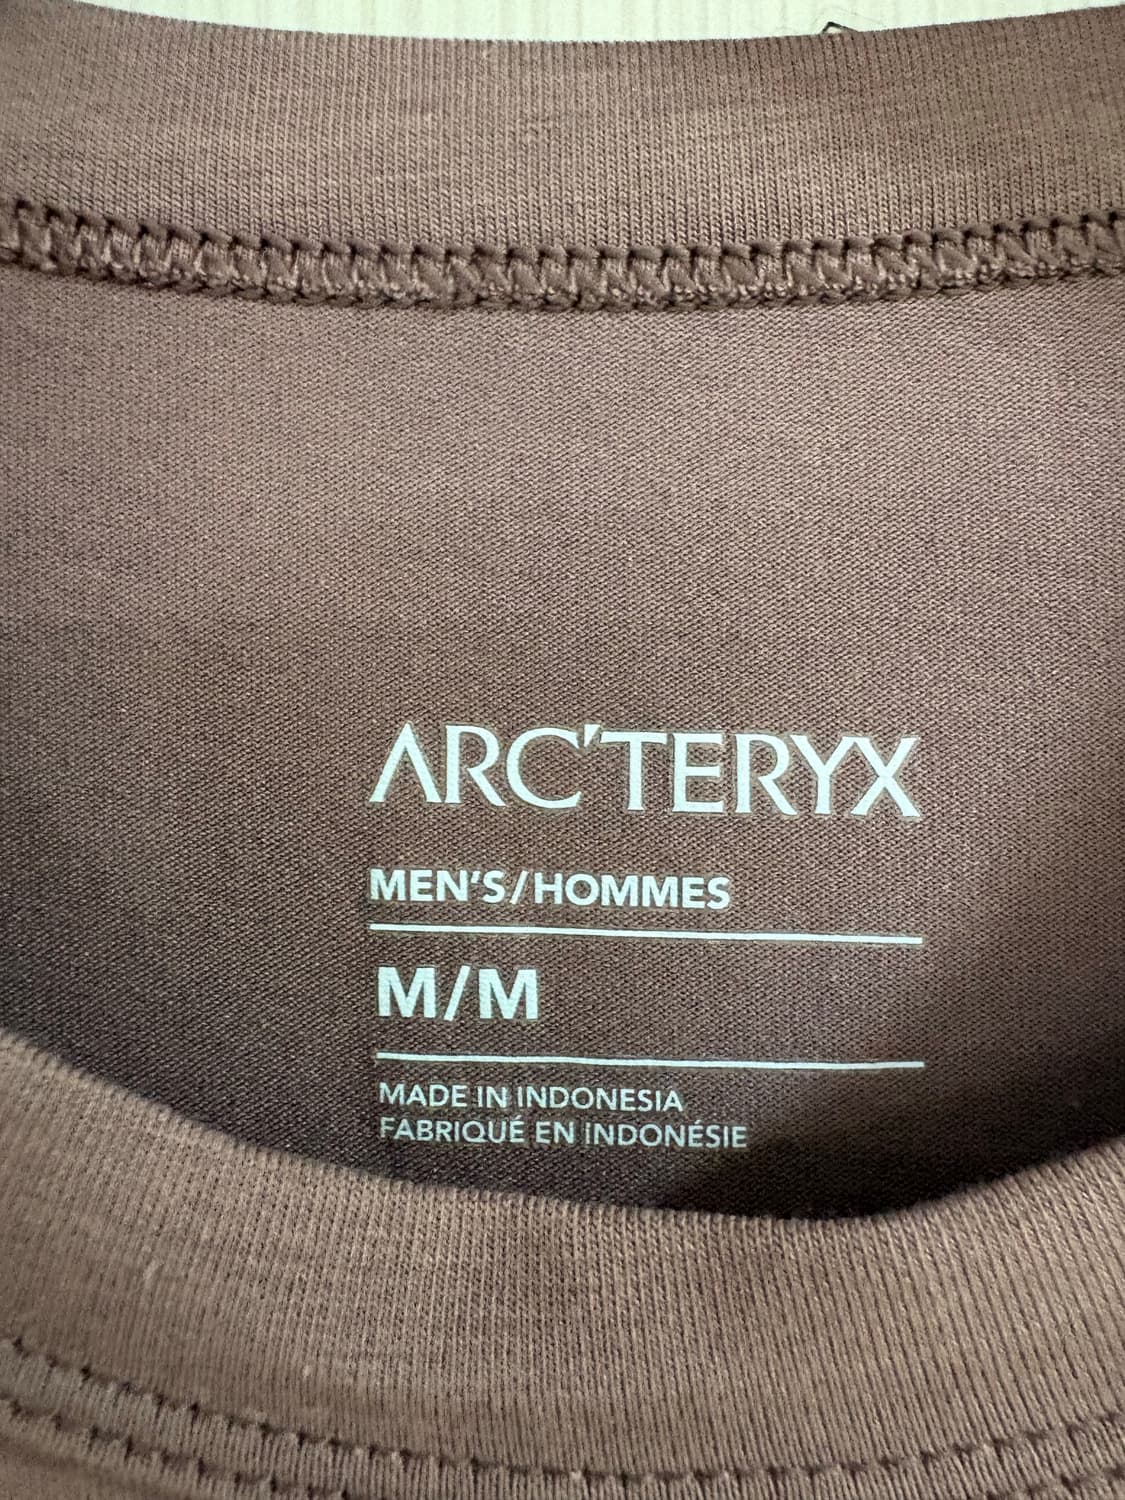 ARC'TERYX
MEN'S/HOMMES
M/M
MADE IN INDONESIA
FABRIQUÉ EN INDONÉSIE